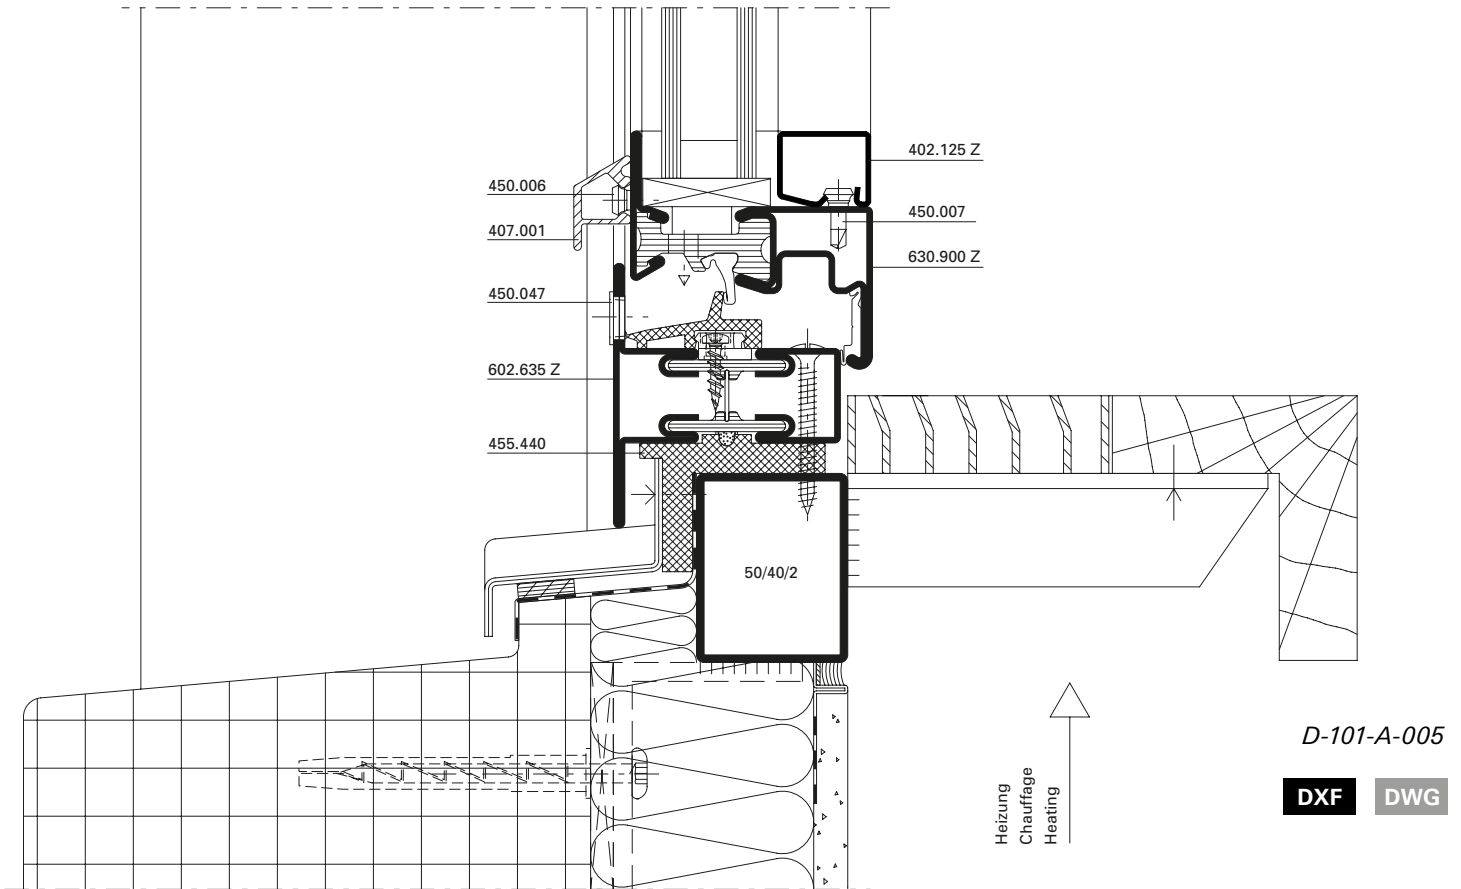 402.125 Z
450.006
450.007
407.001
630.900 Z
450.047
602.635 Z
455.440
50/40/2
Heizung
Chauffage
Heating
D-101-A-005
DXF
DWG